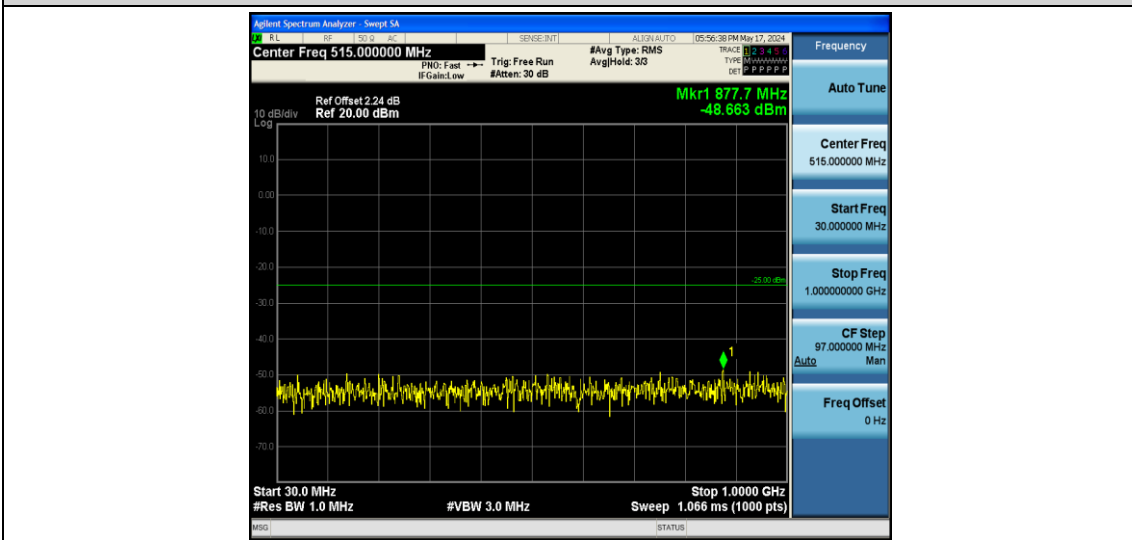 Agilent Spectrum Analyzer - Swept SA
RL RF 50 Ω AC SENSE:INT ALIGN AUTO 05:56:38 PM May 17, 2024
Center Freq 515.000000 MHz #Avg Type: RMS TRACE 1 2 3 4 5 6
PNO: Fast Trig: Free Run Avg|Hold: 3/3 TYPE M
IFGain:Low #Atten: 30 dB DET P P P P P P
Mkr1 877.7 MHz
Ref Offset 2.24 dB -48.663 dBm
10 dB/div Ref 20.00 dBm
Log
10.0
0.00
-10.0
-20.0
-25.00 dBm
-30.0
-40.0
1
-50.0
-60.0
-70.0
Start 30.0 MHz Stop 1.0000 GHz
#Res BW 1.0 MHz #VBW 3.0 MHz Sweep 1.066 ms (1000 pts)
MSG STATUS
Frequency
Auto Tune
Center Freq
515.000000 MHz
Start Freq
30.000000 MHz
Stop Freq
1.000000000 GHz
CF Step
97.000000 MHz
Auto Man
Freq Offset
0 Hz